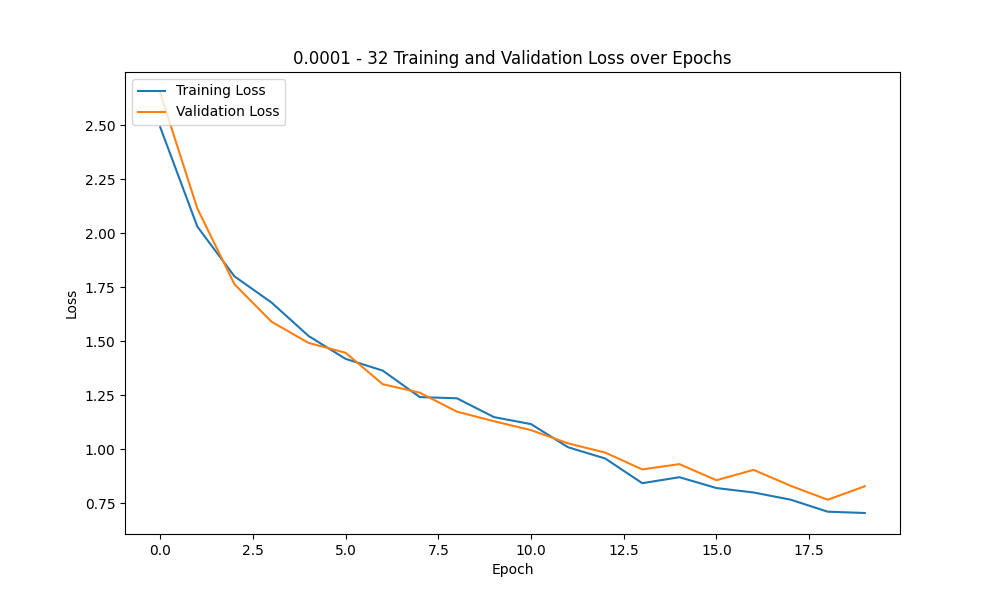 0.0001 - 32 Training and Validation Loss over Epochs
Training Loss
Validation Loss
2.50
2.25
2.00
1.75
1.50
1.25
1.00
0.75
Loss
0.0 2.5 5.0 7.5 10.0 12.5 15.0 17.5
Epoch